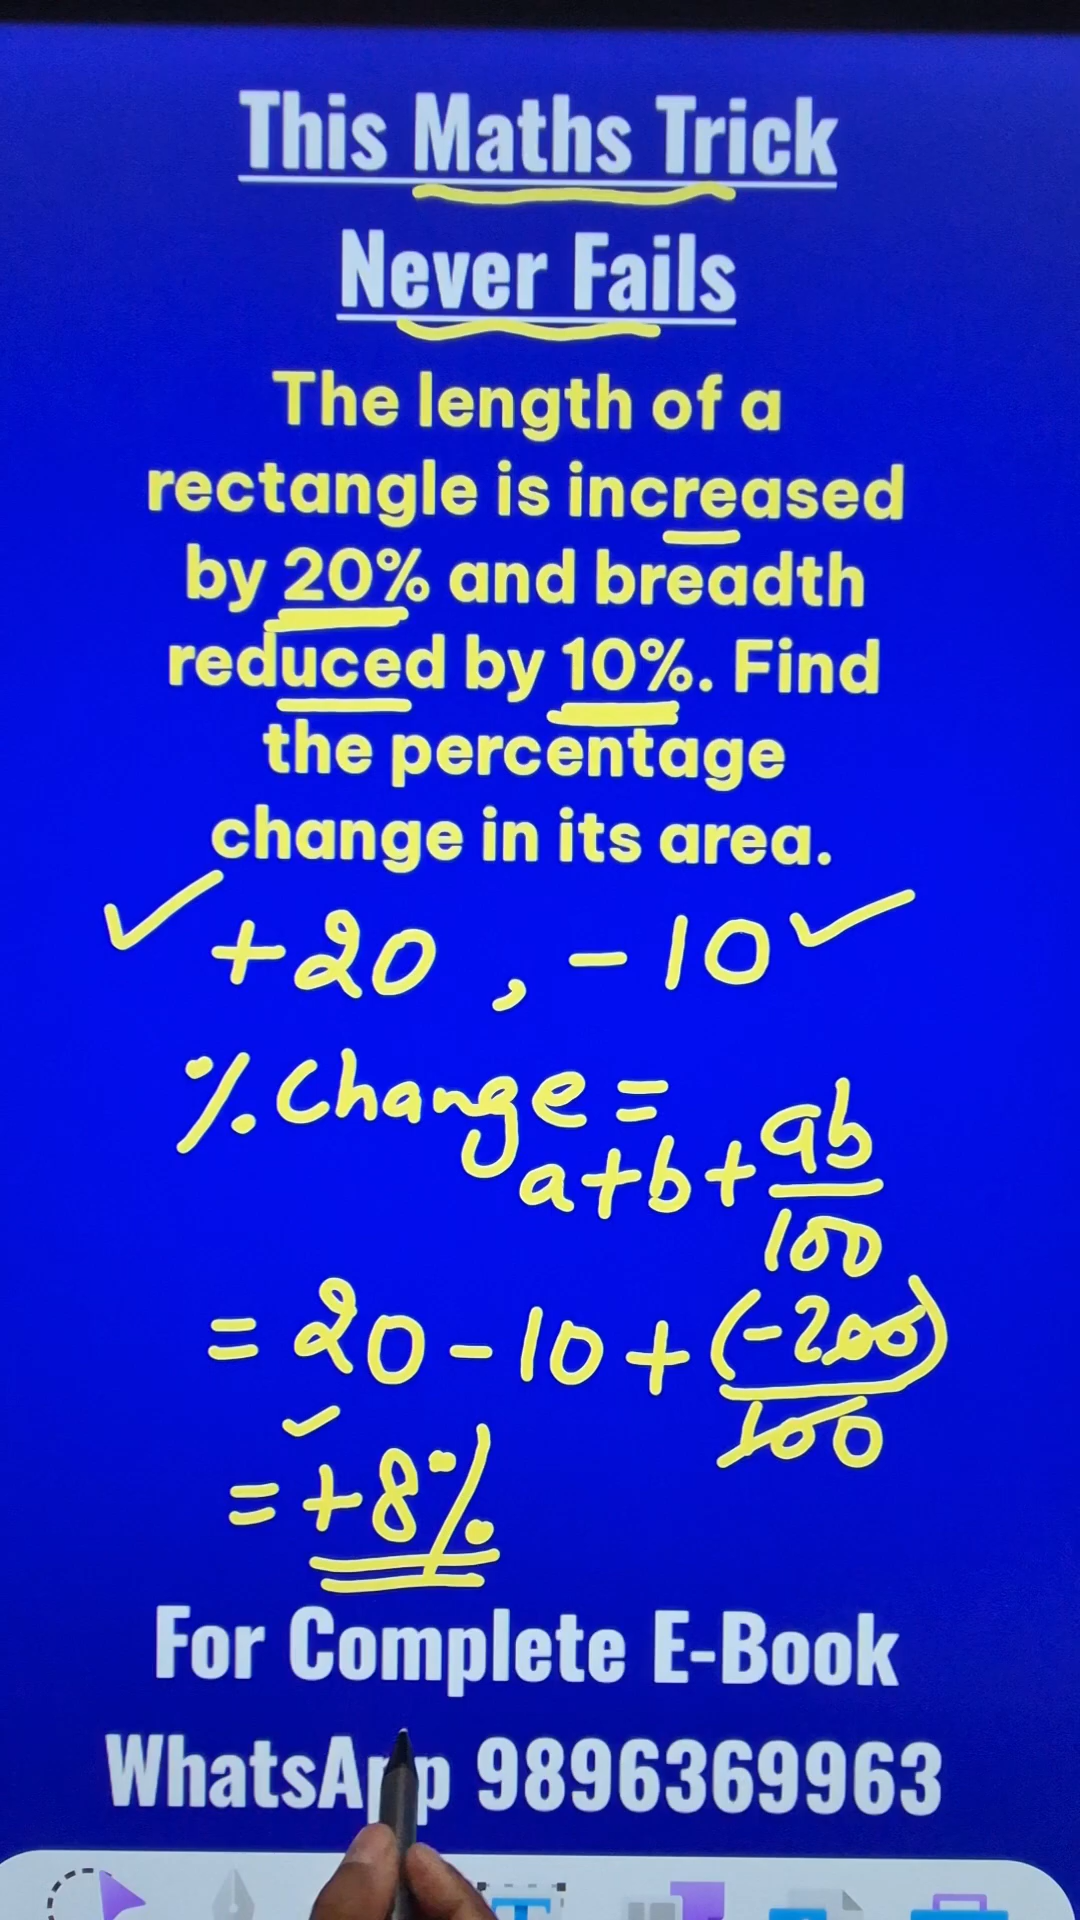 This Maths Trick
Never Fails
The length of a
rectangle is increased
by 20% and breadth
reduced by 10%. Find
the percentage
change in its area.
+20 , -10
% Change =
a+b+ab/100
= 20-10+(-200)/100
= +8%
For Complete E-Book
WhatsApp 9896369963